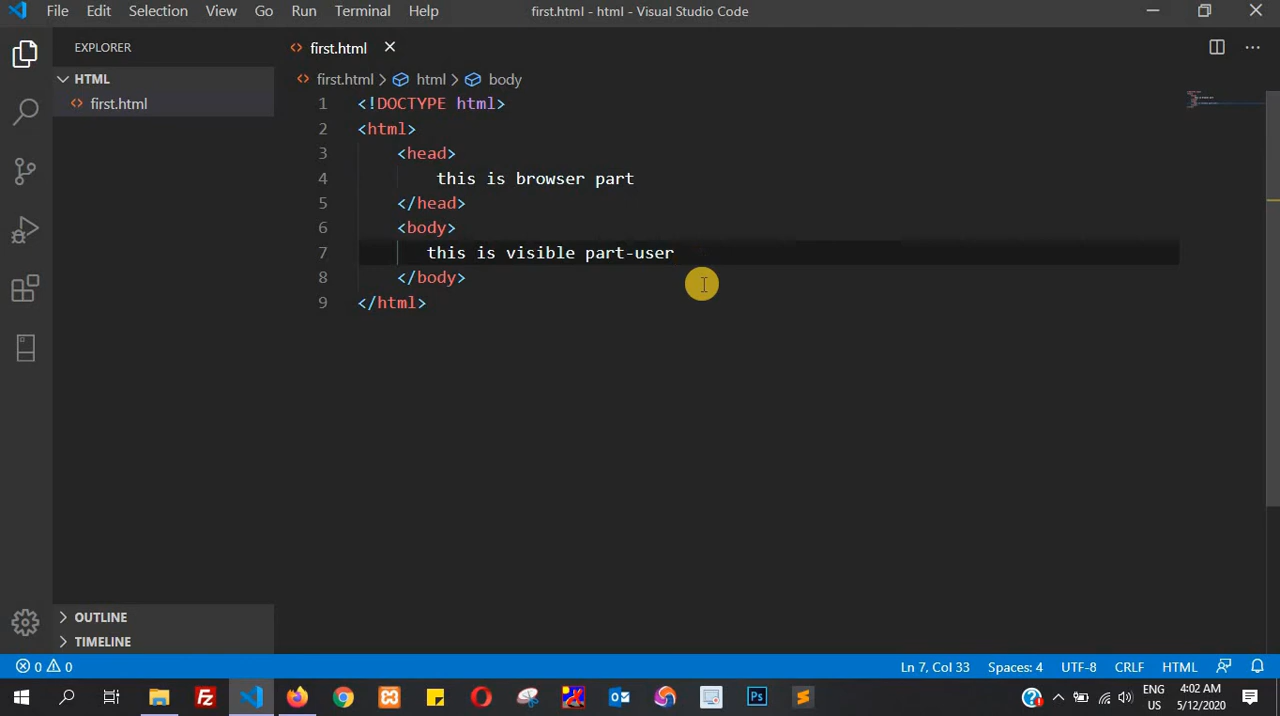 File Edit Selection View Go Run Terminal Help first.html - html - Visual Studio Code
EXPLORER
HTML
first.html
first.html
first.html > html > body
1 <!DOCTYPE html>
2 <html>
3 <head>
4 this is browser part
5 </head>
6 <body>
7 this is visible part-user
8 </body>
9 </html>
OUTLINE
TIMELINE
0 0 Ln 7, Col 33 Spaces: 4 UTF-8 CRLF HTML
Fz Ps
ENG 4:02 AM
US 5/12/2020